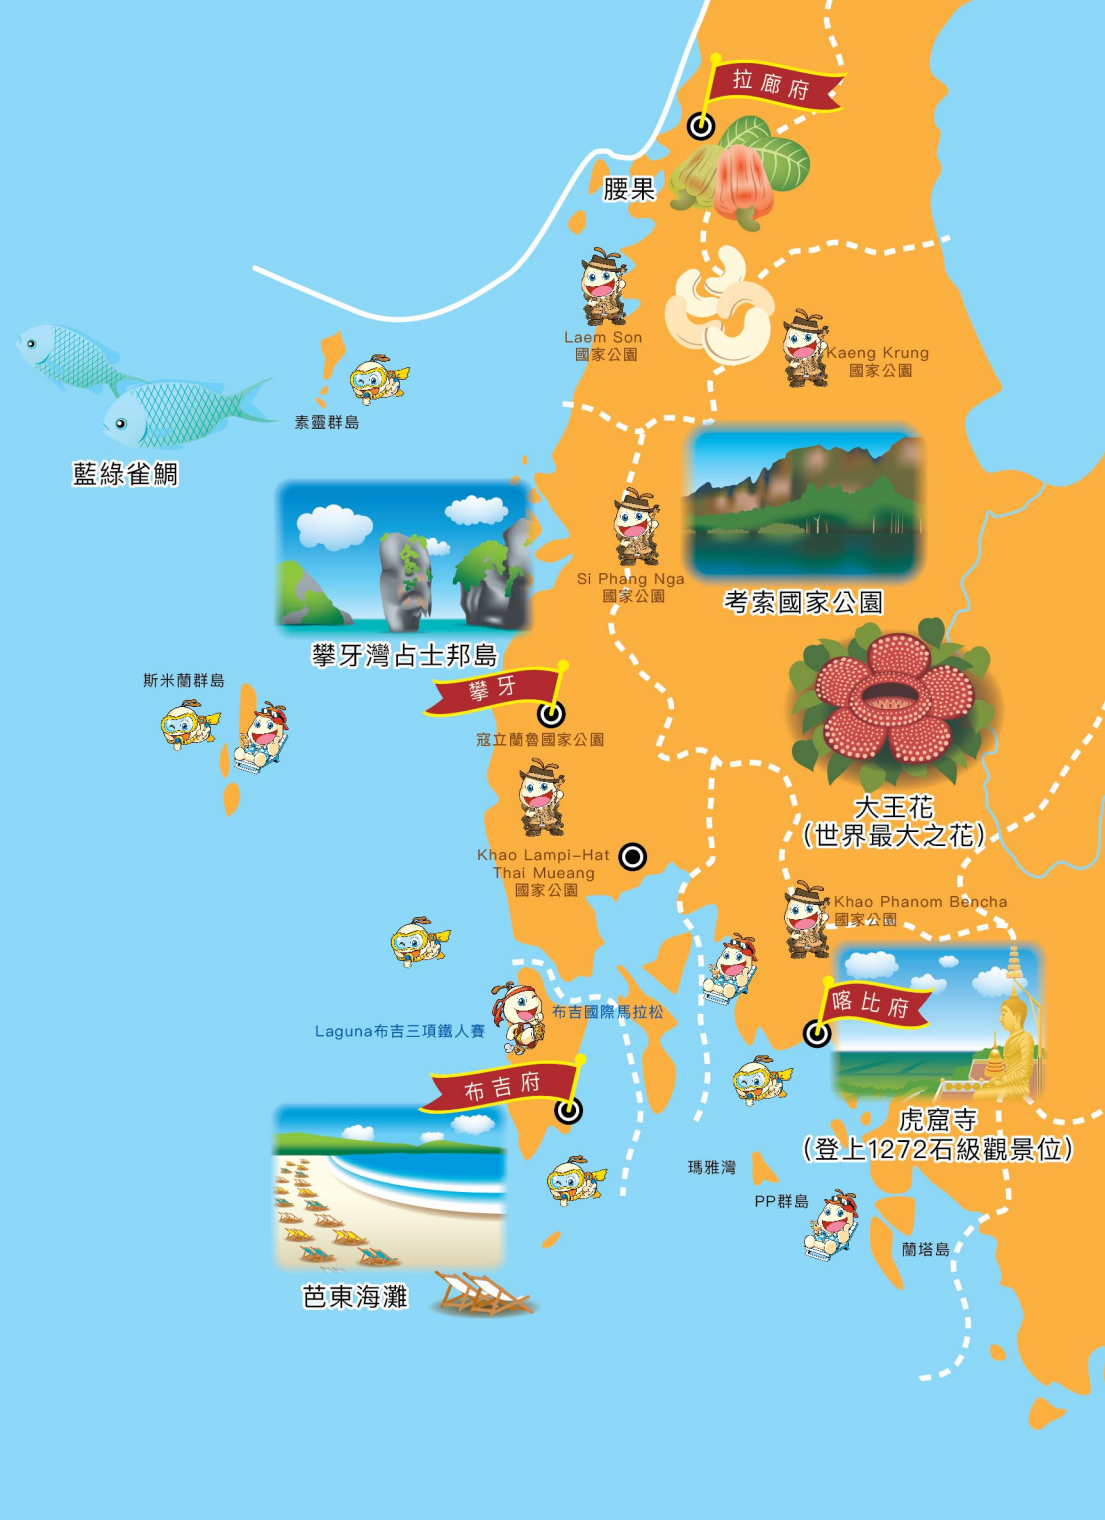 拉廊府
腰果
Laem Son
國家公園
Kaeng Krung
國家公園
素靈群島
藍綠雀鯛
Si Phang Nga
國家公園
考索國家公園
攀牙灣占士邦島
斯米蘭群島
攀牙
寇立蘭魯國家公園
大王花
(世界最大之花)
Khao Lampi-Hat
Thai Mueang
國家公園
Khao Phanom Bencha
國家公園
喀比府
布吉國際馬拉松
Laguna布吉三項鐵人賽
布吉府
虎窟寺
(登上1272石級觀景位)
瑪雅灣
PP群島
蘭塔島
芭東海灘